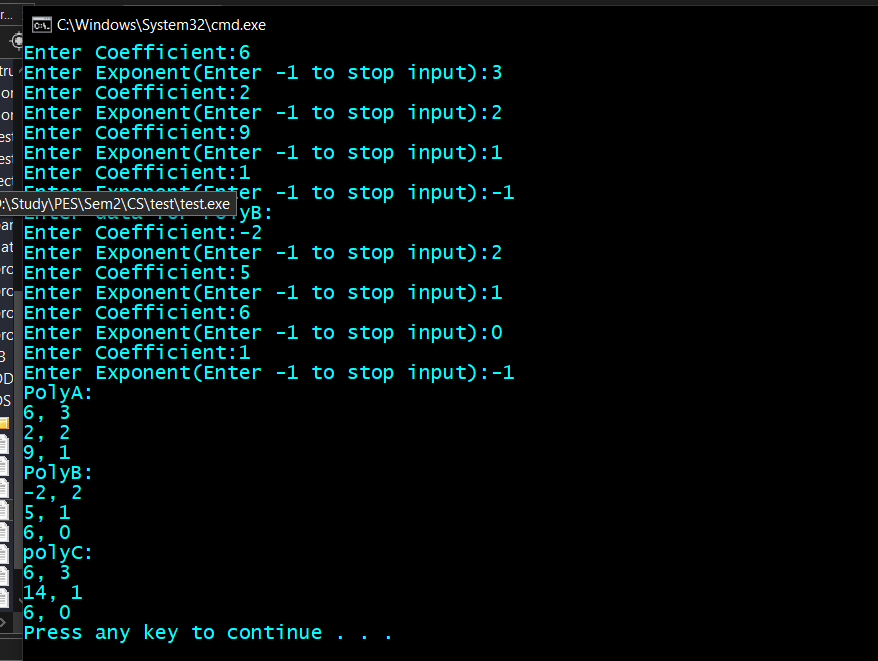 C:\Windows\System32\cmd.exe
Enter Coefficient:6
Enter Exponent(Enter -1 to stop input):3
Enter Coefficient:2
Enter Exponent(Enter -1 to stop input):2
Enter Coefficient:9
Enter Exponent(Enter -1 to stop input):1
Enter Coefficient:1
Enter Exponent(Enter -1 to stop input):-1
:\Study\PES\Sem2\CS\test\test.exe
Enter data for PolyB:
Enter Coefficient:-2
Enter Exponent(Enter -1 to stop input):2
Enter Coefficient:5
Enter Exponent(Enter -1 to stop input):1
Enter Coefficient:6
Enter Exponent(Enter -1 to stop input):0
Enter Coefficient:1
Enter Exponent(Enter -1 to stop input):-1
PolyA:
6, 3
2, 2
9, 1
PolyB:
-2, 2
5, 1
6, 0
polyC:
6, 3
14, 1
6, 0
Press any key to continue . . .